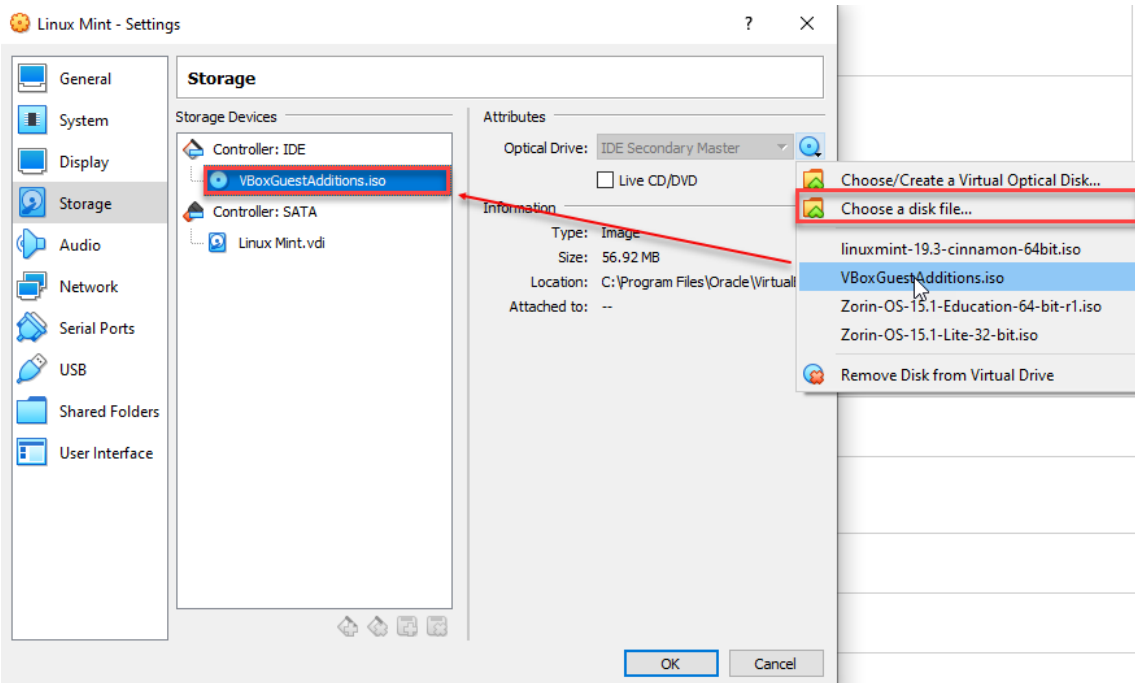 Linux Mint - Settings
?
General
System
Display
Storage
Audio
Network
Serial Ports
USB
Shared Folders
User Interface
Storage
Storage Devices
Controller: IDE
VBoxGuestAdditions.iso
Controller: SATA
Linux Mint.vdi
Attributes
Optical Drive: IDE Secondary Master
Live CD/DVD
Information
Type: Image
Size: 56.92 MB
Location: C:\Program Files\Oracle\Virtual
Attached to: --
Choose/Create a Virtual Optical Disk...
Choose a disk file...
linuxmint-19.3-cinnamon-64bit.iso
VBoxGuestAdditions.iso
Zorin-OS-15.1-Education-64-bit-r1.iso
Zorin-OS-15.1-Lite-32-bit.iso
Remove Disk from Virtual Drive
OK
Cancel